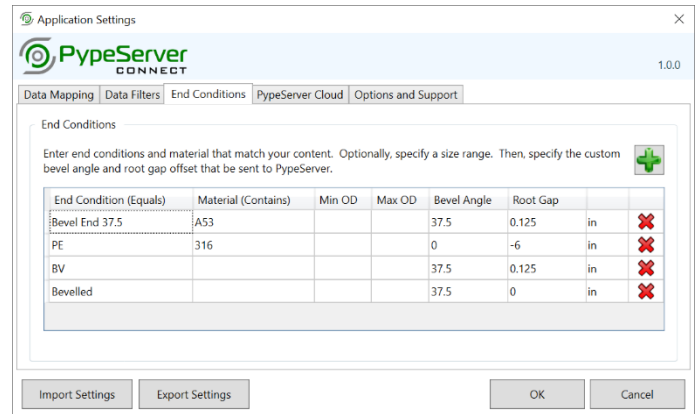 Application Settings
PypeServer
CONNECT
1.0.0
Data Mapping Data Filters End Conditions PypeServer Cloud Options and Support
End Conditions
Enter end conditions and material that match your content. Optionally, specify a size range. Then, specify the custom
bevel angle and root gap offset that be sent to PypeServer.
End Condition (Equals) Material (Contains) Min OD Max OD Bevel Angle Root Gap
Bevel End 37.5 A53 37.5 0.125 in
PE 316 0 -6 in
BV 37.5 0.125 in
Bevelled 37.5 0 in
Import Settings Export Settings OK Cancel